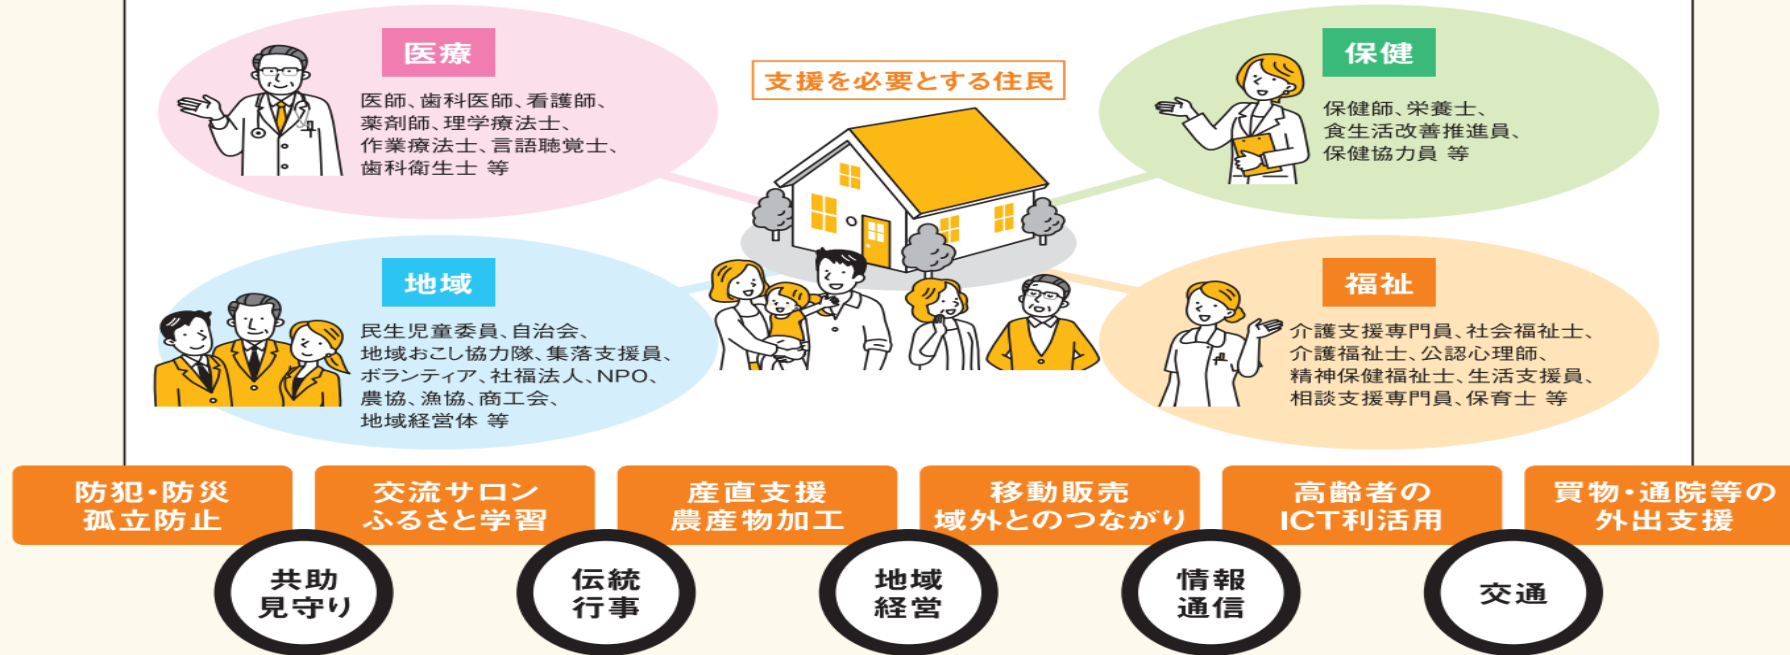 医療
医師、歯科医師、看護師、
薬剤師、理学療法士、
作業療法士、言語聴覚士、
歯科衛生士 等
支援を必要とする住民
保健
保健師、栄養士、
食生活改善推進員、
保健協力員 等
地域
民生児童委員、自治会、
地域おこし協力隊、集落支援員、
ボランティア、社福法人、NPO、
農協、漁協、商工会、
地域経営体 等
福祉
介護支援専門員、社会福祉士、
介護福祉士、公認心理師、
精神保健福祉士、生活支援員、
相談支援専門員、保育士 等
防犯・防災
孤立防止
交流サロン
ふるさと学習
産直支援
農産物加工
移動販売
域外とのつながり
高齢者の
ICT利活用
買物・通院等の
外出支援
共助
見守り
伝統
行事
地域
経営
情報
通信
交通